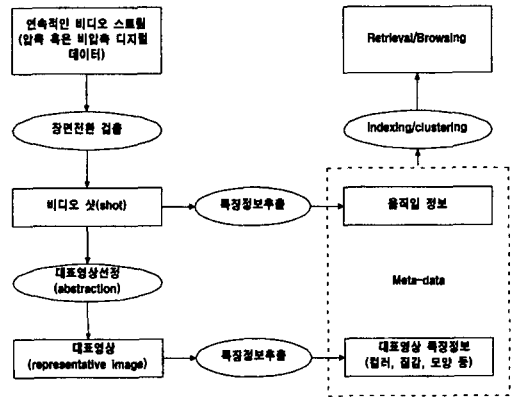 연속적인 비디오 스트림
(압축 혹은 비압축 디지털
데이터)
Retrieval/Browsing
장면전환 검출
Indexing/clustering
비디오 샷(shot)
특징정보추출
움직임 정보
대표영상선정
(abstraction)
Meta-data
대표영상
(representative image)
특징정보추출
대표영상 특징정보
(컬러, 질감, 모양 등)